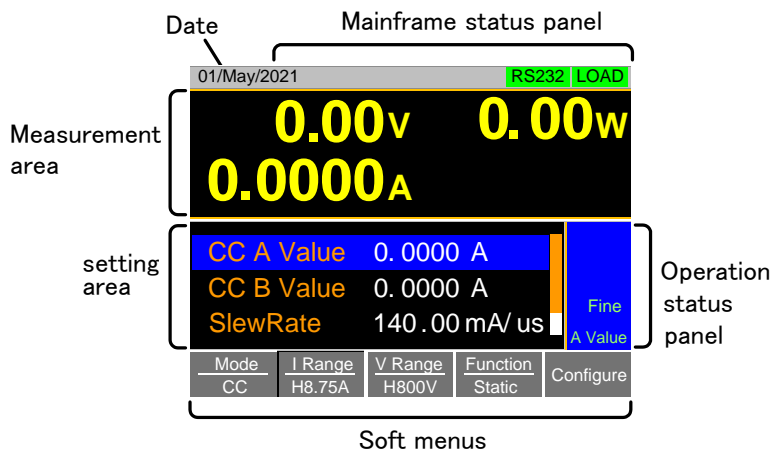 Date
Mainframe status panel
01/May/2021 RS232 LOAD
Measurement
area
0.00V 0.00W
0.0000A
setting
area
CC A Value 0.0000 A
CC B Value 0.0000 A
SlewRate 140.00 mA/us
Fine
A Value
Operation
status
panel
Mode I Range V Range Function Configure
CC H8.75A H800V Static
Soft menus